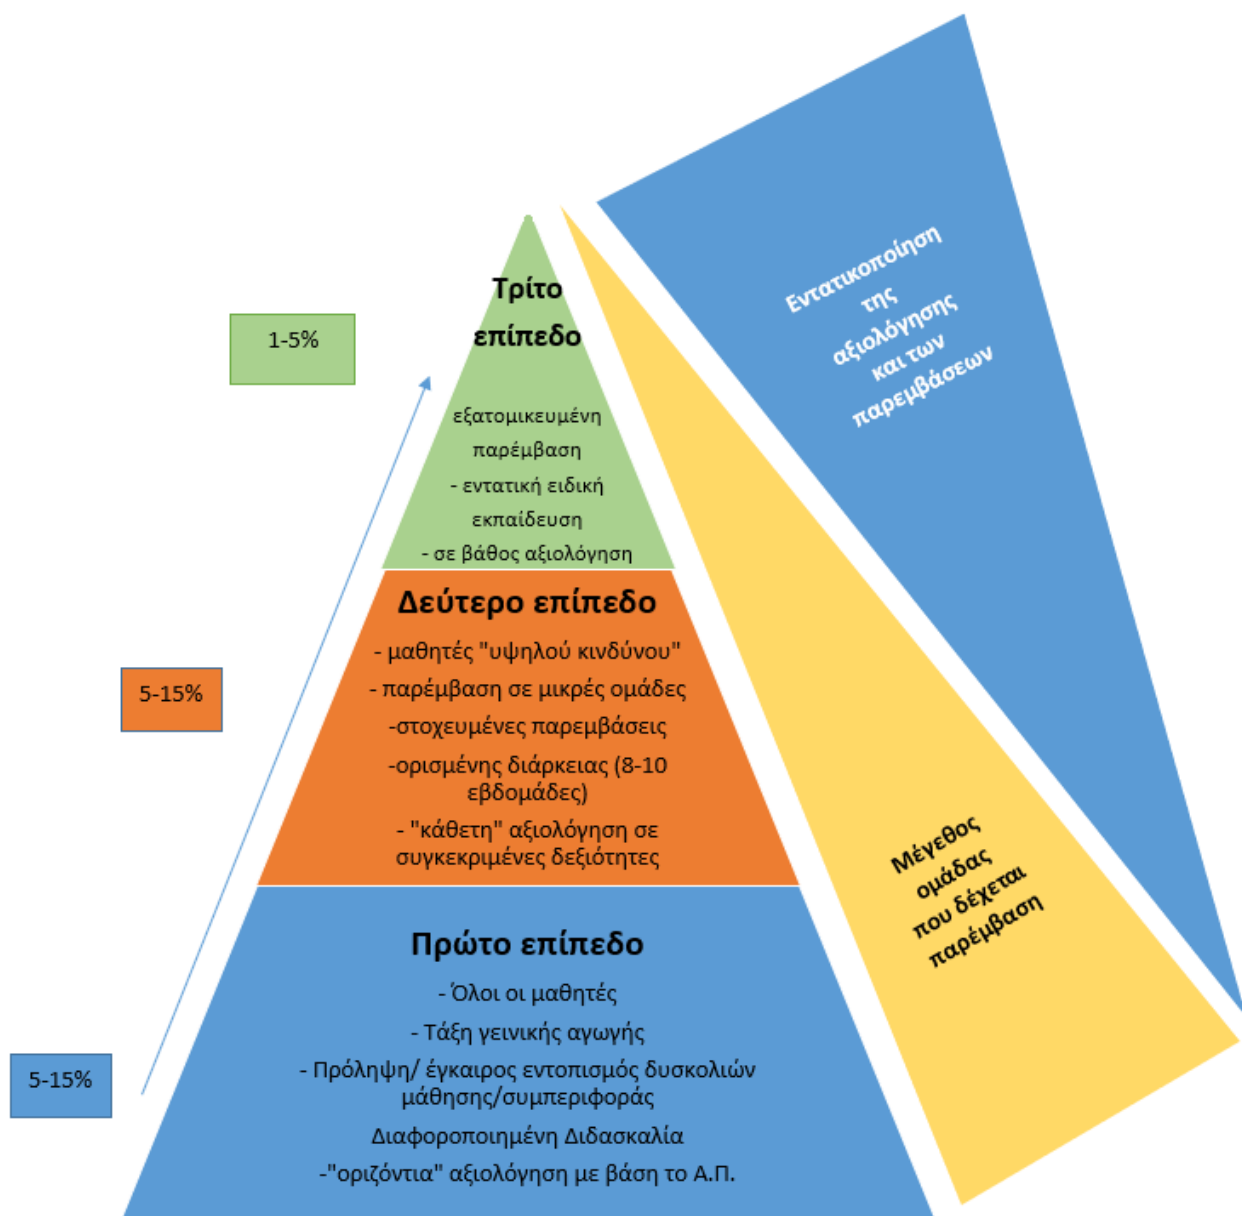 Τρίτο
επίπεδο
1-5%
εξατομικευμένη
παρέμβαση
- εντατική ειδική
εκπαίδευση
- σε βάθος αξιολόγηση
Δεύτερο επίπεδο
- μαθητές "υψηλού κινδύνου"
- παρέμβαση σε μικρές ομάδες
-στοχευμένες παρεμβάσεις
-ορισμένης διάρκειας (8-10
εβδομάδες)
- "κάθετη" αξιολόγηση σε
συγκεκριμένες δεξιότητες
5-15%
Πρώτο επίπεδο
- Όλοι οι μαθητές
- Τάξη γεινικής αγωγής
- Πρόληψη/ έγκαιρος εντοπισμός δυσκολιών
μάθησης/συμπεριφοράς
Διαφοροποιημένη Διδασκαλία
-"οριζόντια" αξιολόγηση με βάση το Α.Π.
5-15%
Εντατικοποίηση
της
αξιολόγησης
και των
παρεμβάσεων
Μέγεθος
ομάδας
που δέχεται
παρέμβαση